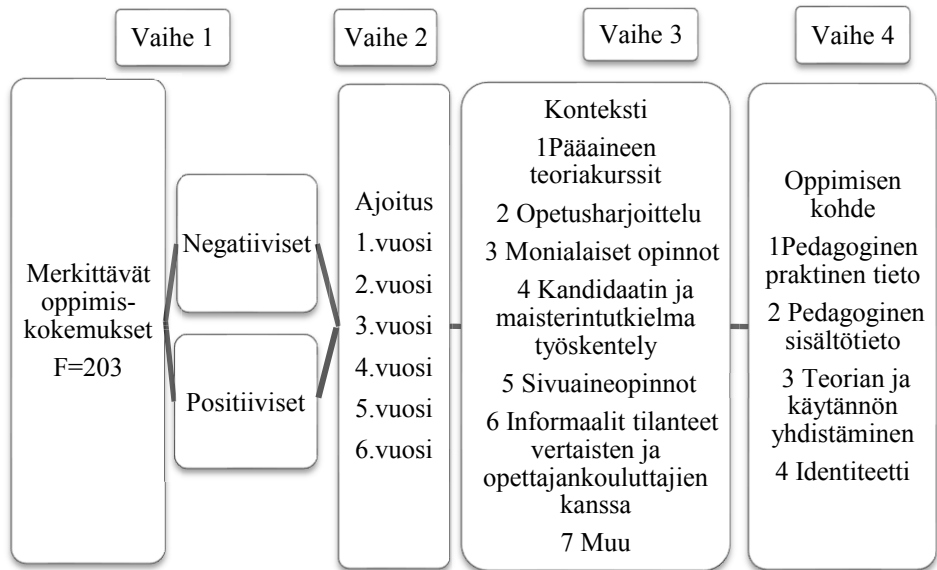 Vaihe 1
Vaihe 2
Vaihe 3
Vaihe 4
Merkittävät
oppimis-
kokemukset
F=203
Negatiiviset
Positiiviset
Ajoitus
1.vuosi
2.vuosi
3.vuosi
4.vuosi
5.vuosi
6.vuosi
Konteksti
1Pääaineen
teoriakurssit
2 Opetusharjoittelu
3 Monialaiset opinnot
4 Kandidaatin ja
maisterintutkielma
työskentely
5 Sivuaineopinnot
6 Informaalit tilanteet
vertaisten ja
opettajankouluttajien
kanssa
7 Muu
Oppimisen
kohde
1Pedagoginen
praktinen tieto
2 Pedagoginen
sisältötieto
3 Teorian ja
käytännön
yhdistäminen
4 Identiteetti